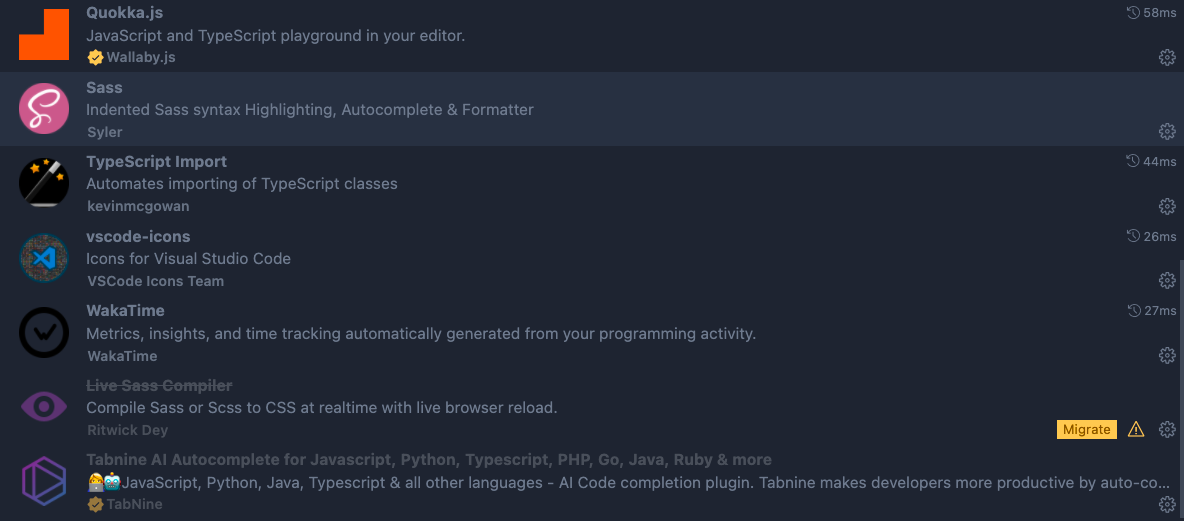 Quokka.js 58ms
JavaScript and TypeScript playground in your editor.
Wallaby.js
Sass
Indented Sass syntax Highlighting, Autocomplete & Formatter
Syler
TypeScript Import 44ms
Automates importing of TypeScript classes
kevinmcgowan
vscode-icons 26ms
Icons for Visual Studio Code
VSCode Icons Team
WakaTime 27ms
Metrics, insights, and time tracking automatically generated from your programming activity.
WakaTime
Live Sass Compiler
Compile Sass or Scss to CSS at realtime with live browser reload.
Ritwick Dey Migrate
Tabnine AI Autocomplete for Javascript, Python, Typescript, PHP, Go, Java, Ruby & more
JavaScript, Python, Java, Typescript & all other languages - AI Code completion plugin. Tabnine makes developers more productive by auto-co...
TabNine